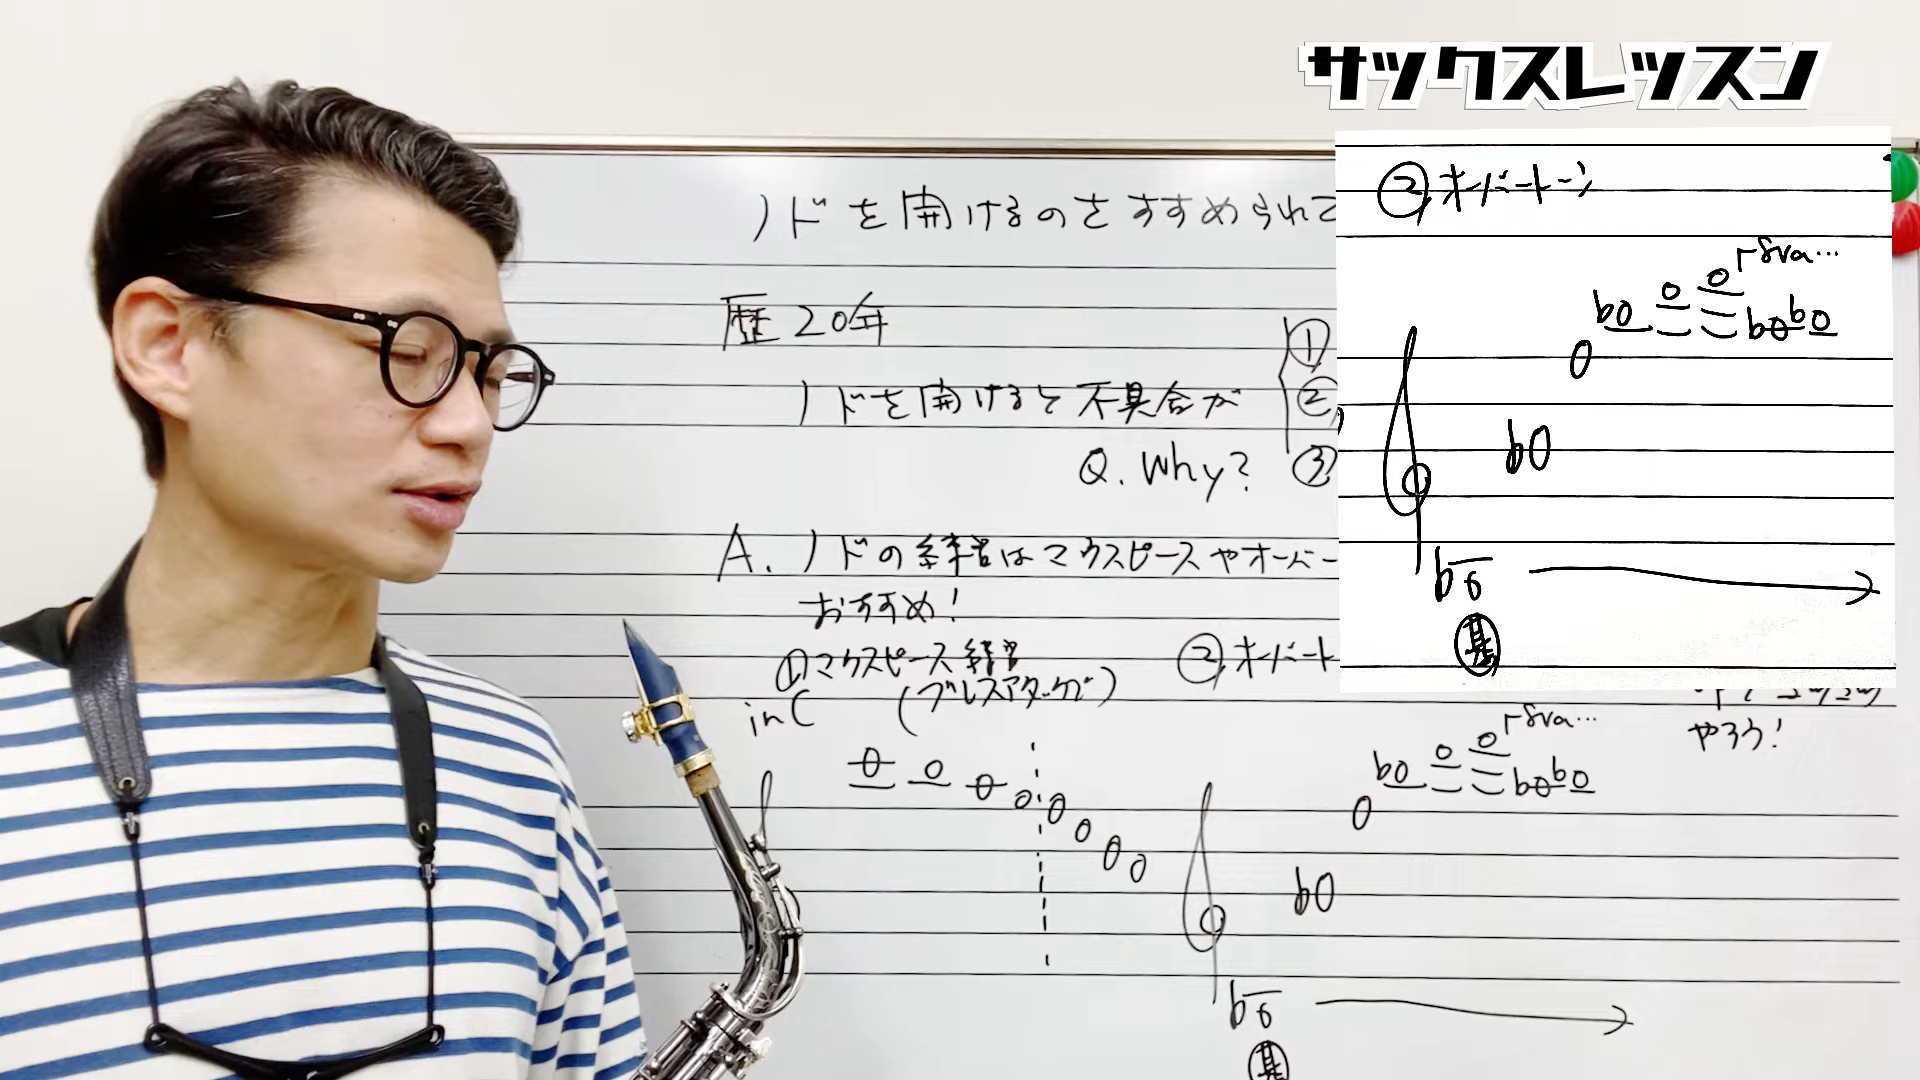 サックスレッスン
ノドを開けるのをすすめられて
歴20年
ノドを開けると不具合が
Q. Why?
①
②
③
A. ノドの練習はマウスピースやオーバー
おすすめ!
①マウスピース練習
(ブレスアタック)
in C
②オーバート
やろう!
8va...
基
②オーバートーン
8va...
基